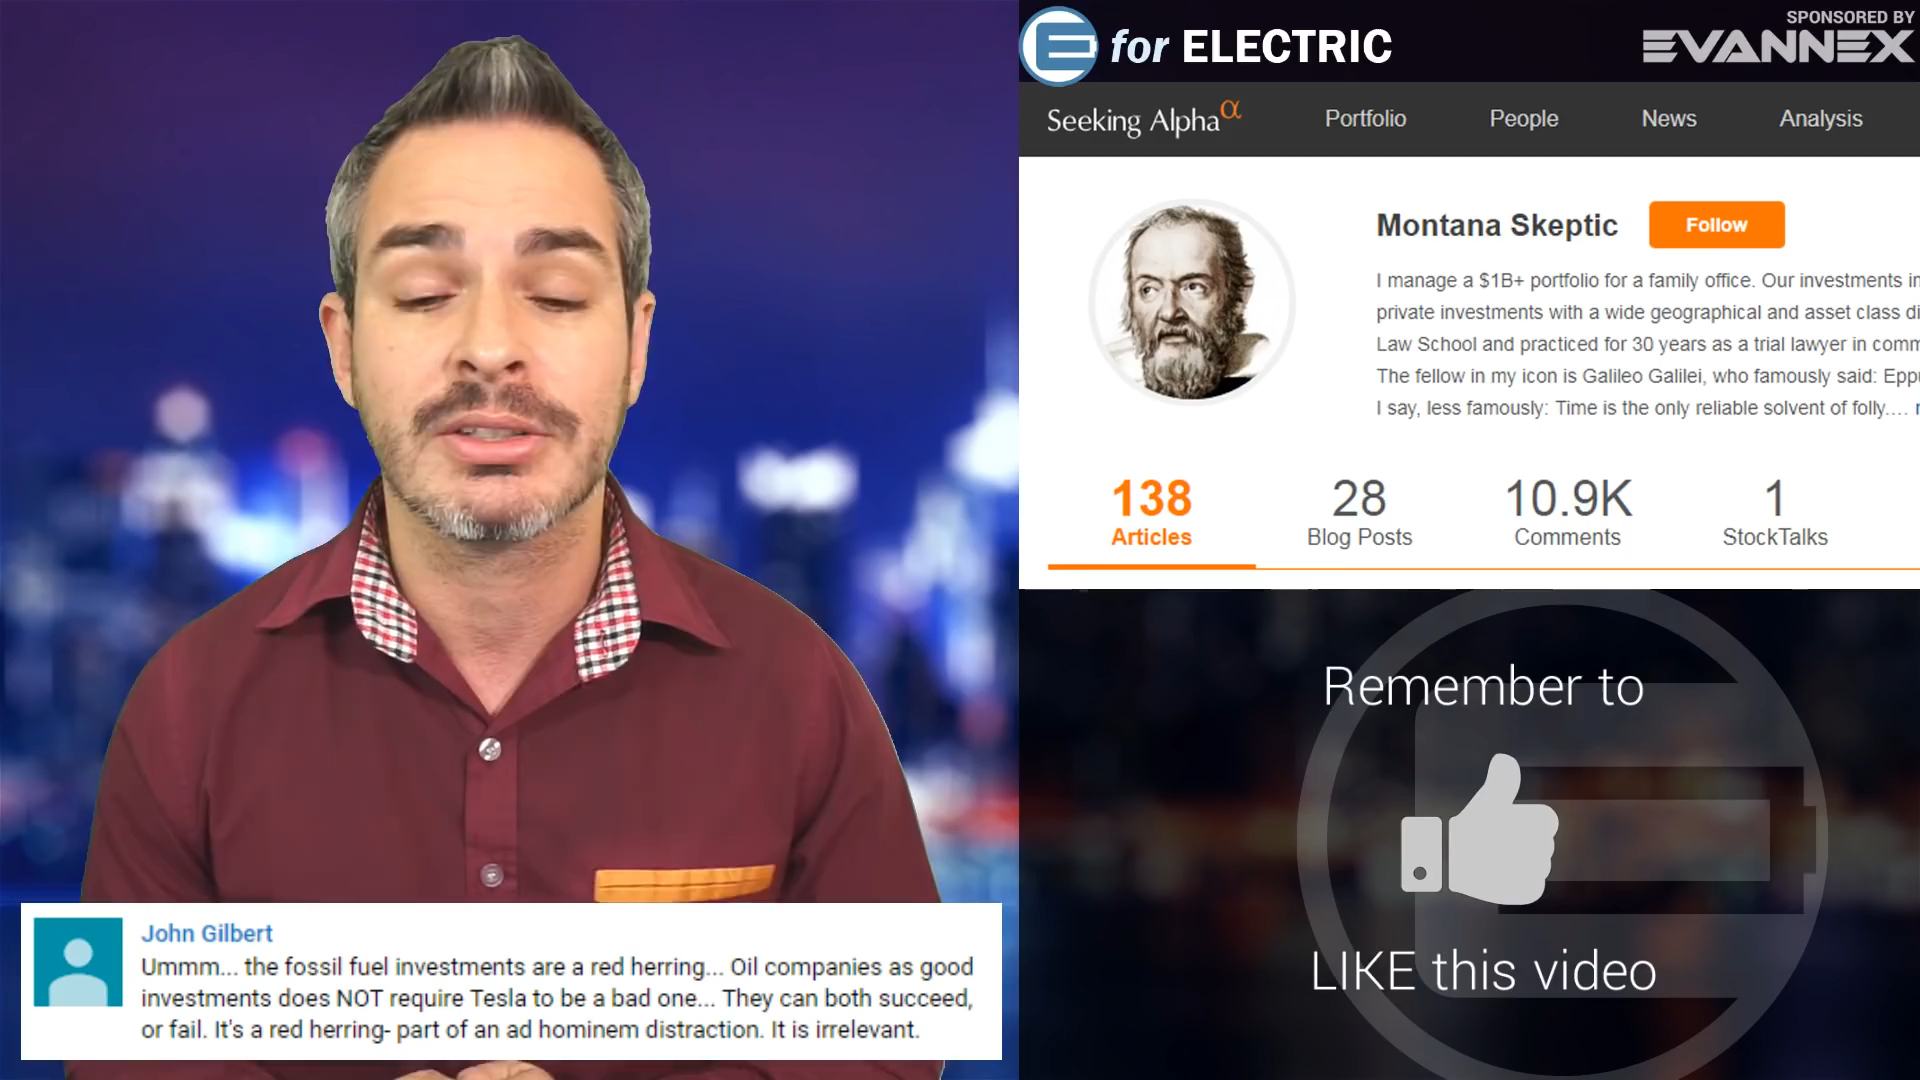 E for ELECTRIC
SPONSORED BY
EVANNEX
Seeking Alpha α
Portfolio
People
News
Analysis
Montana Skeptic
Follow
I manage a $1B+ portfolio for a family office. Our investments in
private investments with a wide geographical and asset class di
Law School and practiced for 30 years as a trial lawyer in comm
The fellow in my icon is Galileo Galilei, who famously said: Eppu
I say, less famously: Time is the only reliable solvent of folly....
138
Articles
28
Blog Posts
10.9K
Comments
1
StockTalks
Remember to
LIKE this video
John Gilbert
Ummm... the fossil fuel investments are a red herring... Oil companies as good
investments does NOT require Tesla to be a bad one... They can both succeed,
or fail. It's a red herring- part of an ad hominem distraction. It is irrelevant.